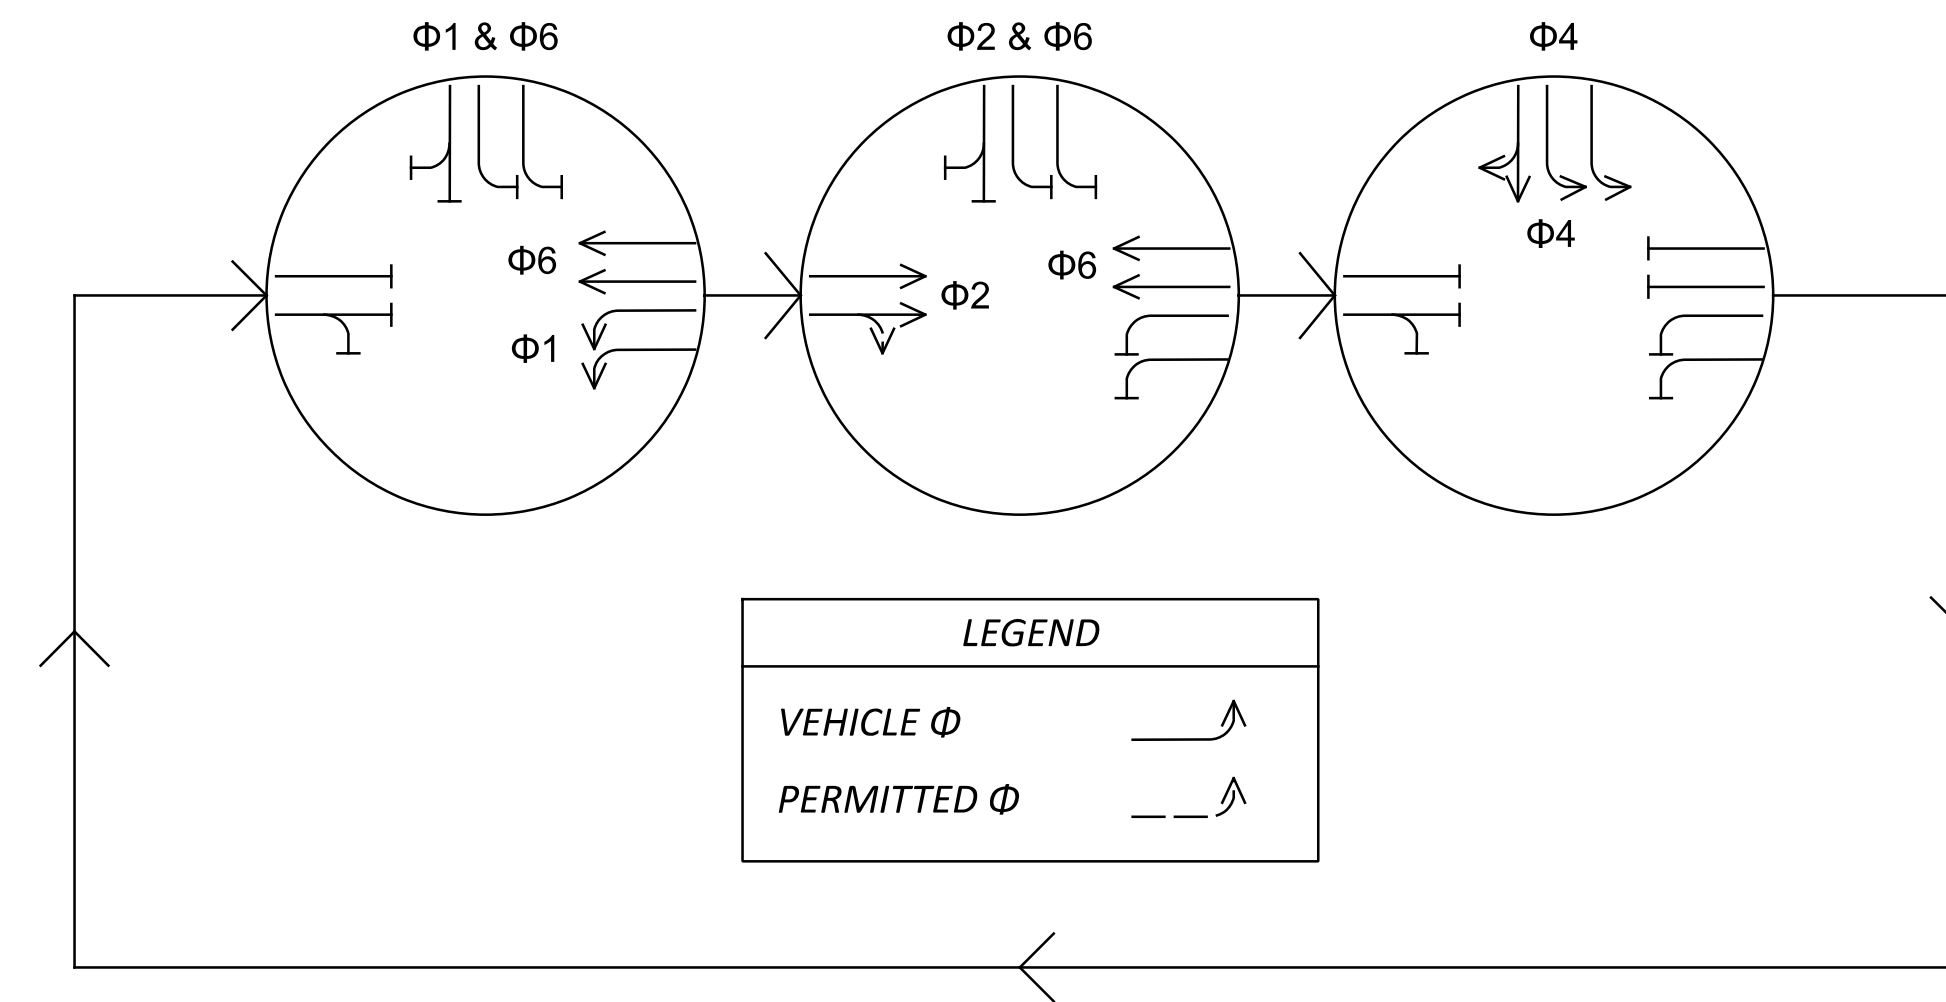 Φ1 & Φ6
Φ2 & Φ6
Φ4
Φ6
Φ1
Φ6
Φ2
Φ4
LEGEND
VEHICLE Φ
PERMITTED Φ